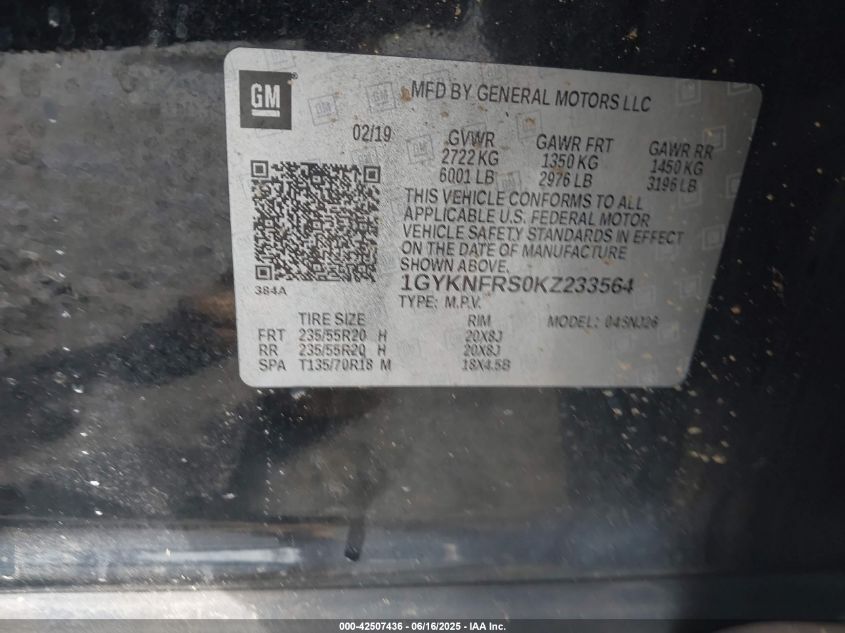 GM
MFD BY GENERAL MOTORS LLC
02/19
GVWR GAWR FRT GAWR RR
2722 KG 1350 KG 1450 KG
6001 LB 2976 LB 3196 LB
THIS VEHICLE CONFORMS TO ALL
APPLICABLE U.S. FEDERAL MOTOR
VEHICLE SAFETY STANDARDS IN EFFECT
ON THE DATE OF MANUFACTURE
SHOWN ABOVE.
384A
1GYKNFRS0KZ233564
TYPE: M.P.V. MODEL: 04SNJ26
TIRE SIZE RIM
FRT 235/55R20 H 20X8J
RR 235/55R20 H 20X8J
SPA T135/70R18 M 18X4.5B
000-42507436 - 06/16/2025 - IAA Inc.